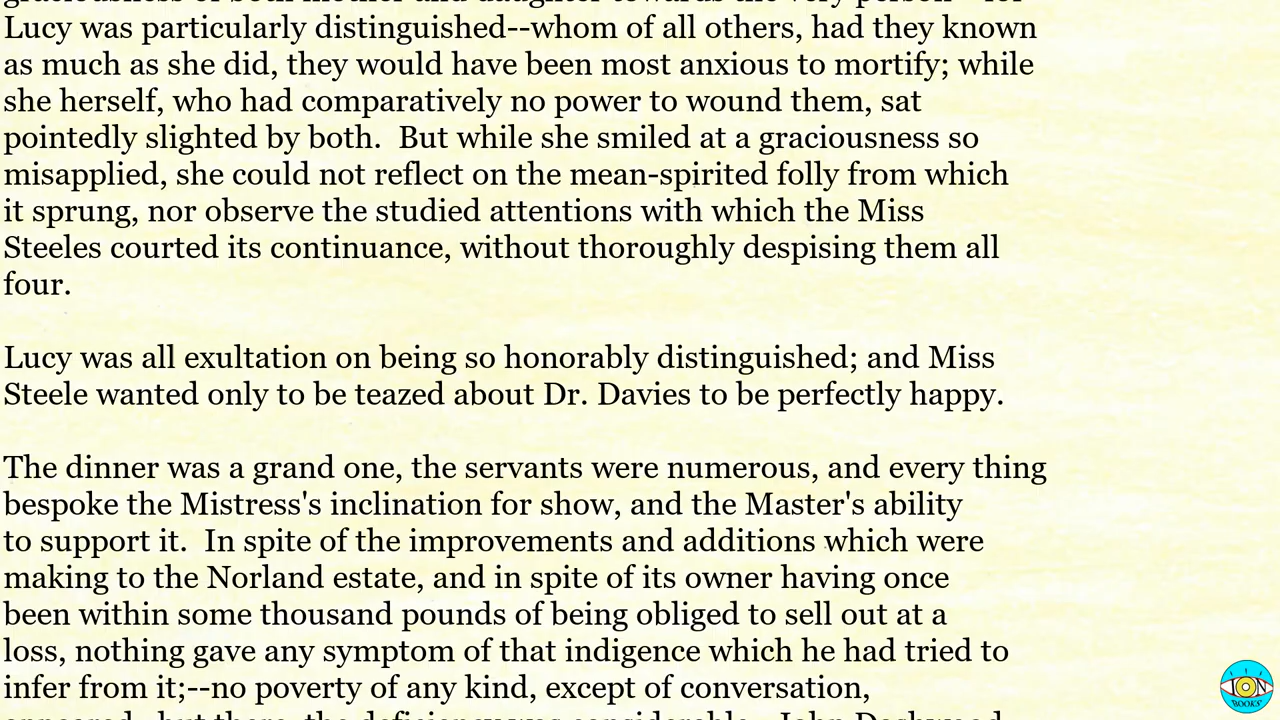 Lucy was particularly distinguished--whom of all others, had they known
as much as she did, they would have been most anxious to mortify; while
she herself, who had comparatively no power to wound them, sat
pointedly slighted by both.  But while she smiled at a graciousness so
misapplied, she could not reflect on the mean-spirited folly from which
it sprung, nor observe the studied attentions with which the Miss
Steeles courted its continuance, without thoroughly despising them all
four.
Lucy was all exultation on being so honorably distinguished; and Miss
Steele wanted only to be teazed about Dr. Davies to be perfectly happy.
The dinner was a grand one, the servants were numerous, and every thing
bespoke the Mistress's inclination for show, and the Master's ability
to support it.  In spite of the improvements and additions which were
making to the Norland estate, and in spite of its owner having once
been within some thousand pounds of being obliged to sell out at a
loss, nothing gave any symptom of that indigence which he had tried to
infer from it;--no poverty of any kind, except of conversation,
ION
BOOKS